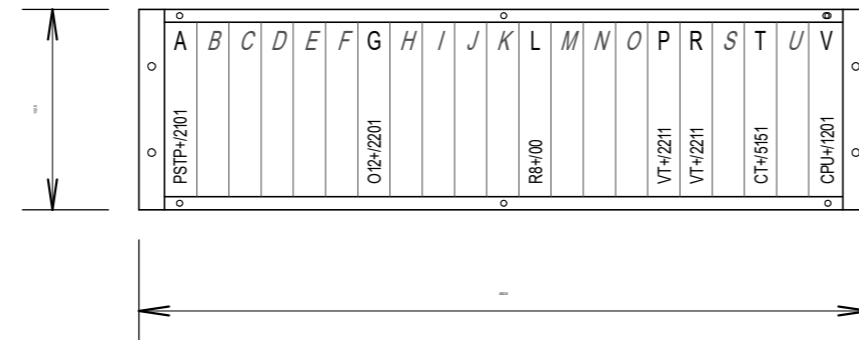 A B C D E F G H I J K L M N O P R S T U V
PSTP+/2101
O12+/2201
R8+/00
VT+/2211
VT+/2211
CT+/5151
CPU+/1201